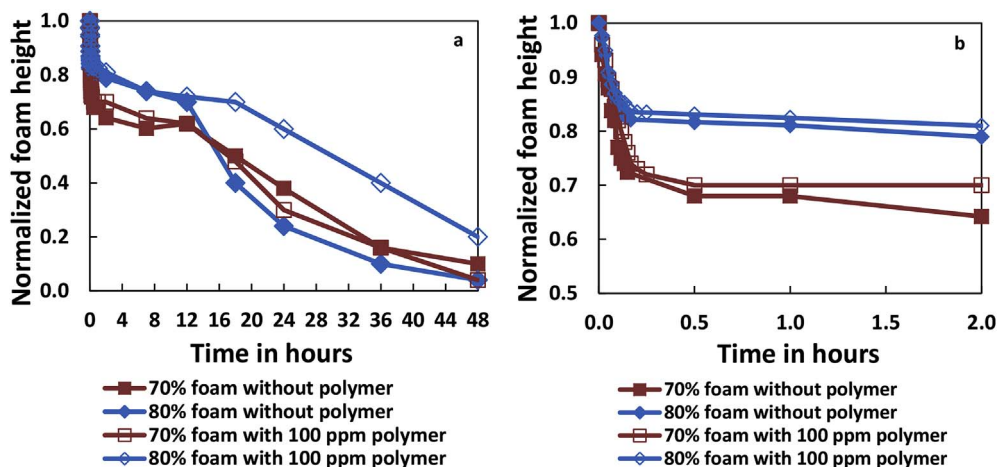 a
Normalized foam height
1.0
0.8
0.6
0.4
0.2
0.0
0 4 8 12 16 20 24 28 32 36 40 44 48
Time in hours
70% foam without polymer
80% foam without polymer
70% foam with 100 ppm polymer
80% foam with 100 ppm polymer
b
Normalized foam height
1.0
0.9
0.8
0.7
0.6
0.5
0.0 0.5 1.0 1.5 2.0
Time in hours
70% foam without polymer
80% foam without polymer
70% foam with 100 ppm polymer
80% foam with 100 ppm polymer